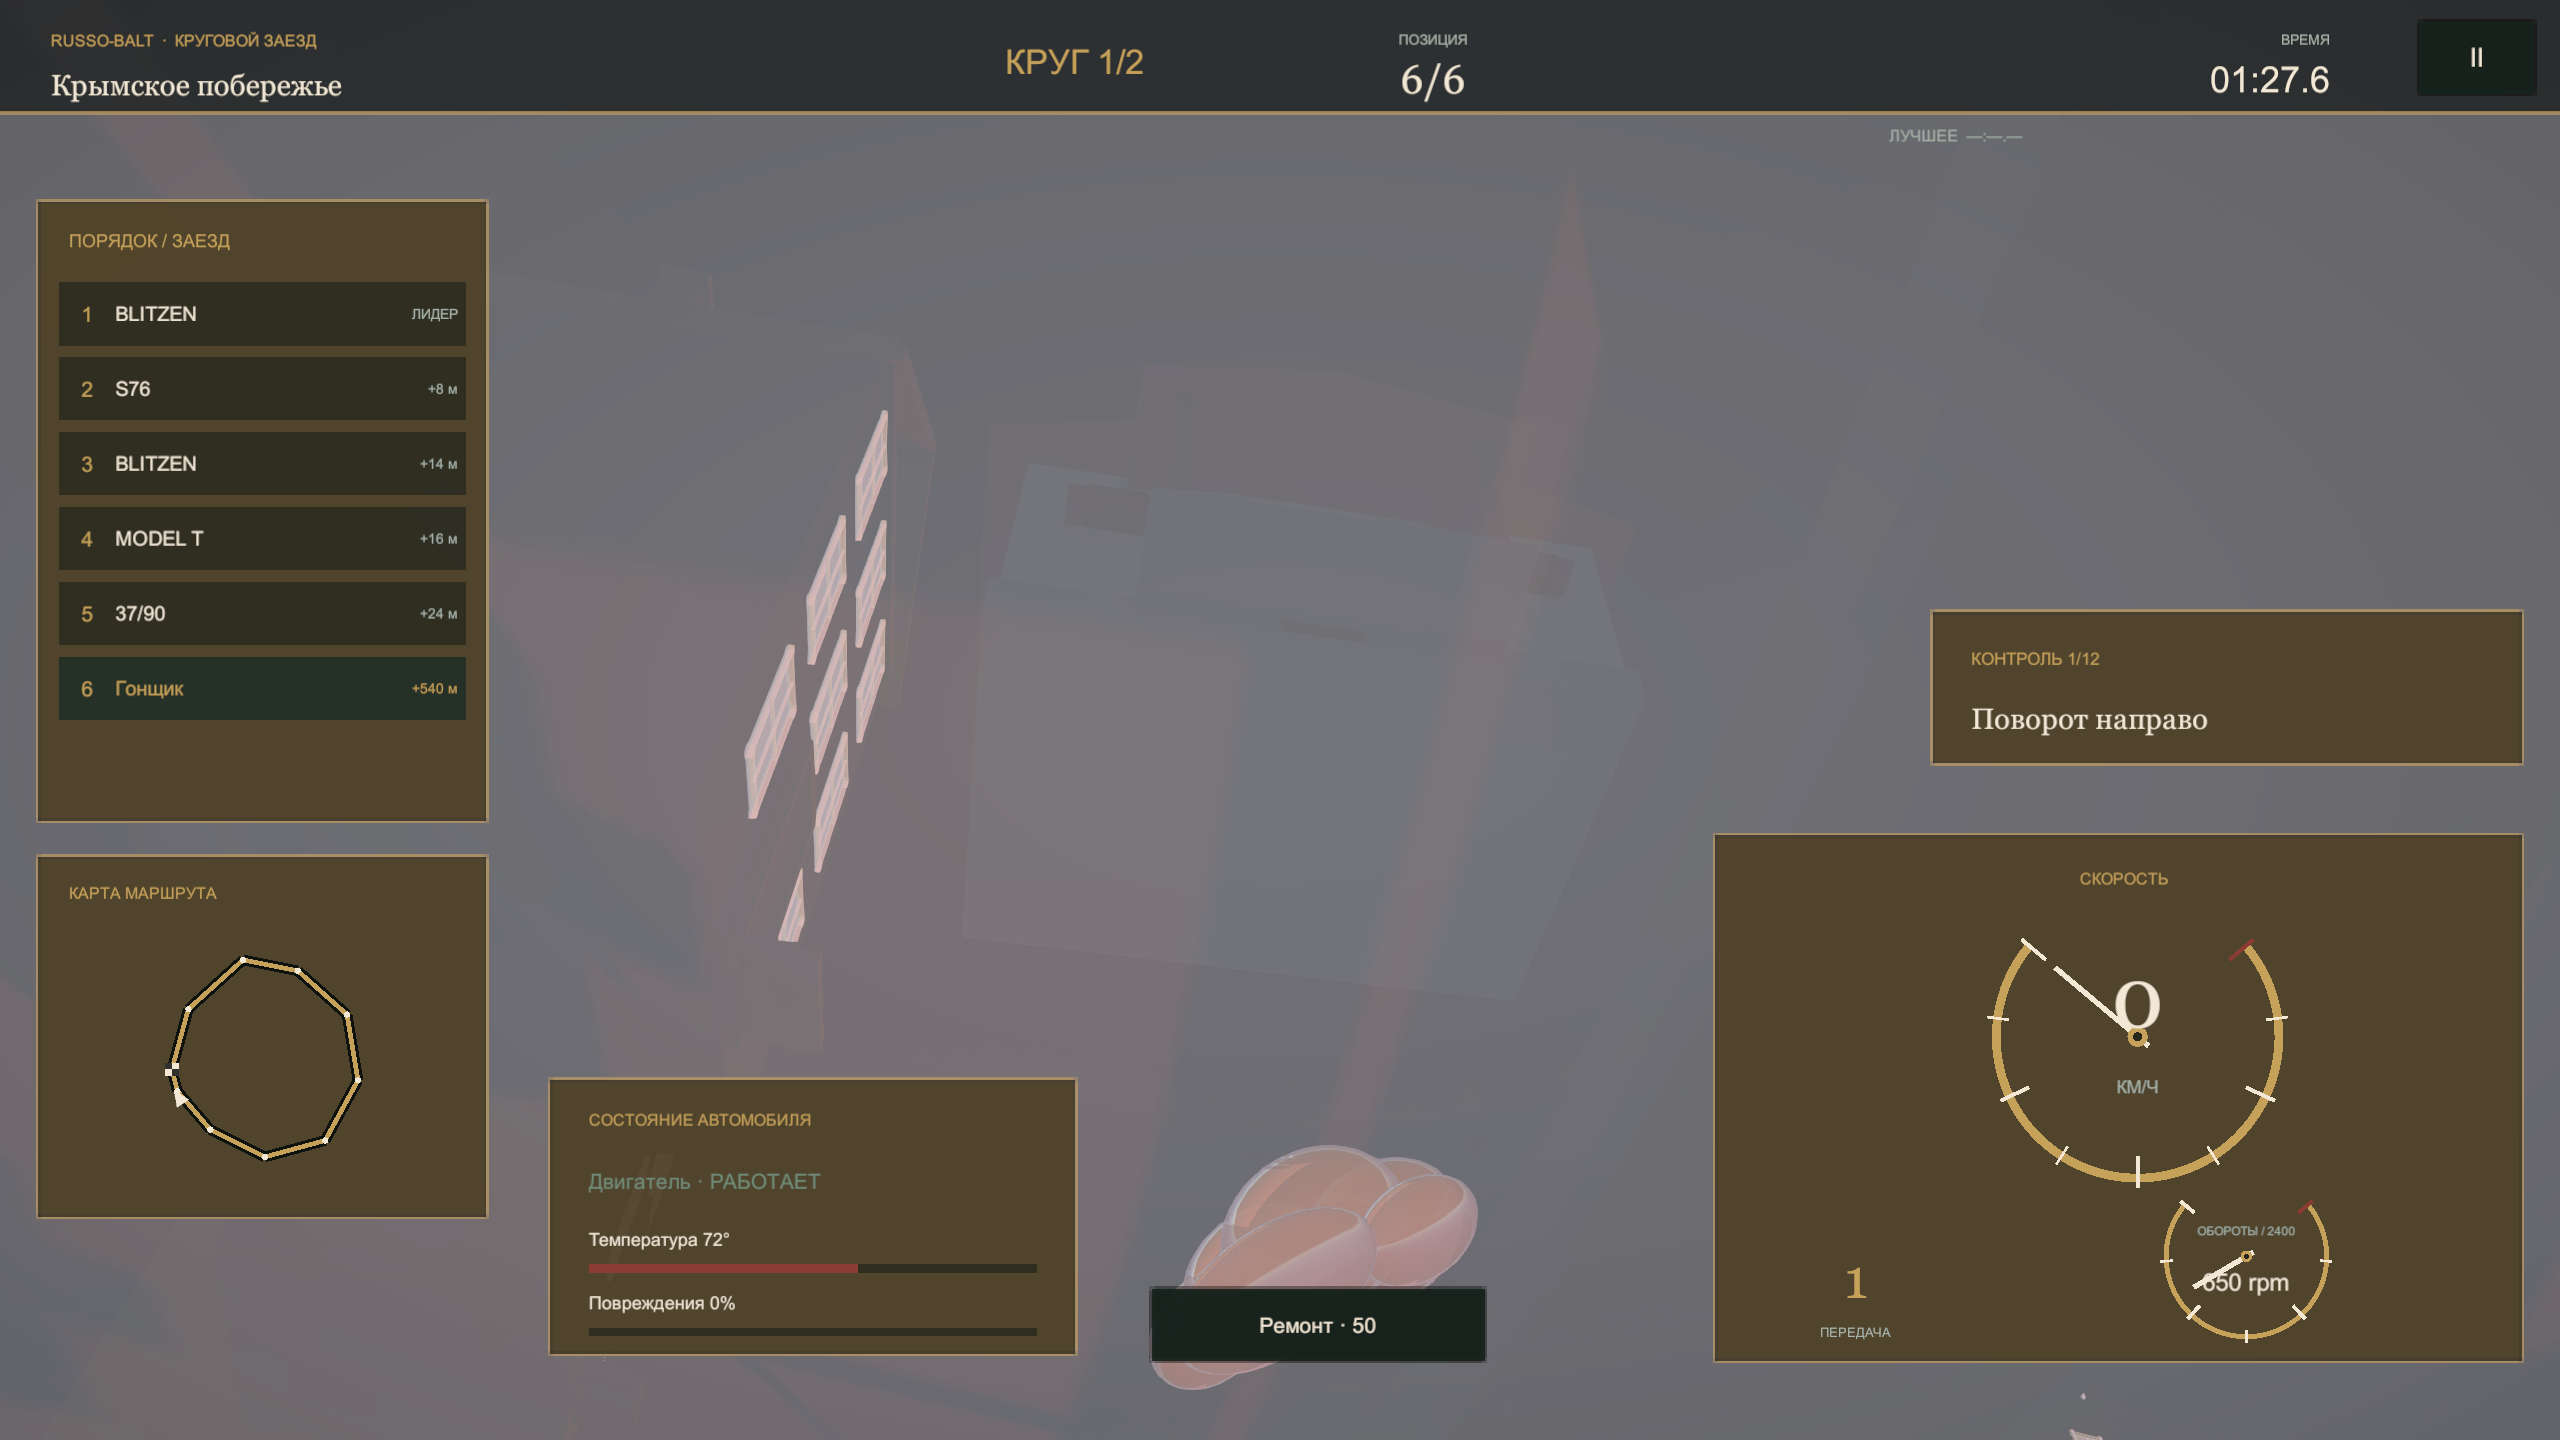 RUSSO-BALT · КРУГОВОЙ ЗАЕЗД
Крымское побережье
КРУГ 1/2
ПОЗИЦИЯ
6/6
ВРЕМЯ
01:27.6
II
ЛУЧШЕЕ —:—.—
ПОРЯДОК / ЗАЕЗД
1 BLITZEN ЛИДЕР
2 S76 +8 м
3 BLITZEN +14 м
4 MODEL T +16 м
5 37/90 +24 м
6 Гонщик +540 м
КОНТРОЛЬ 1/12
Поворот направо
КАРТА МАРШРУТА
СКОРОСТЬ
0
КМ/Ч
ОБОРОТЫ / 2400
650 rpm
1
ПЕРЕДАЧА
СОСТОЯНИЕ АВТОМОБИЛЯ
Двигатель · РАБОТАЕТ
Температура 72°
Повреждения 0%
Ремонт · 50